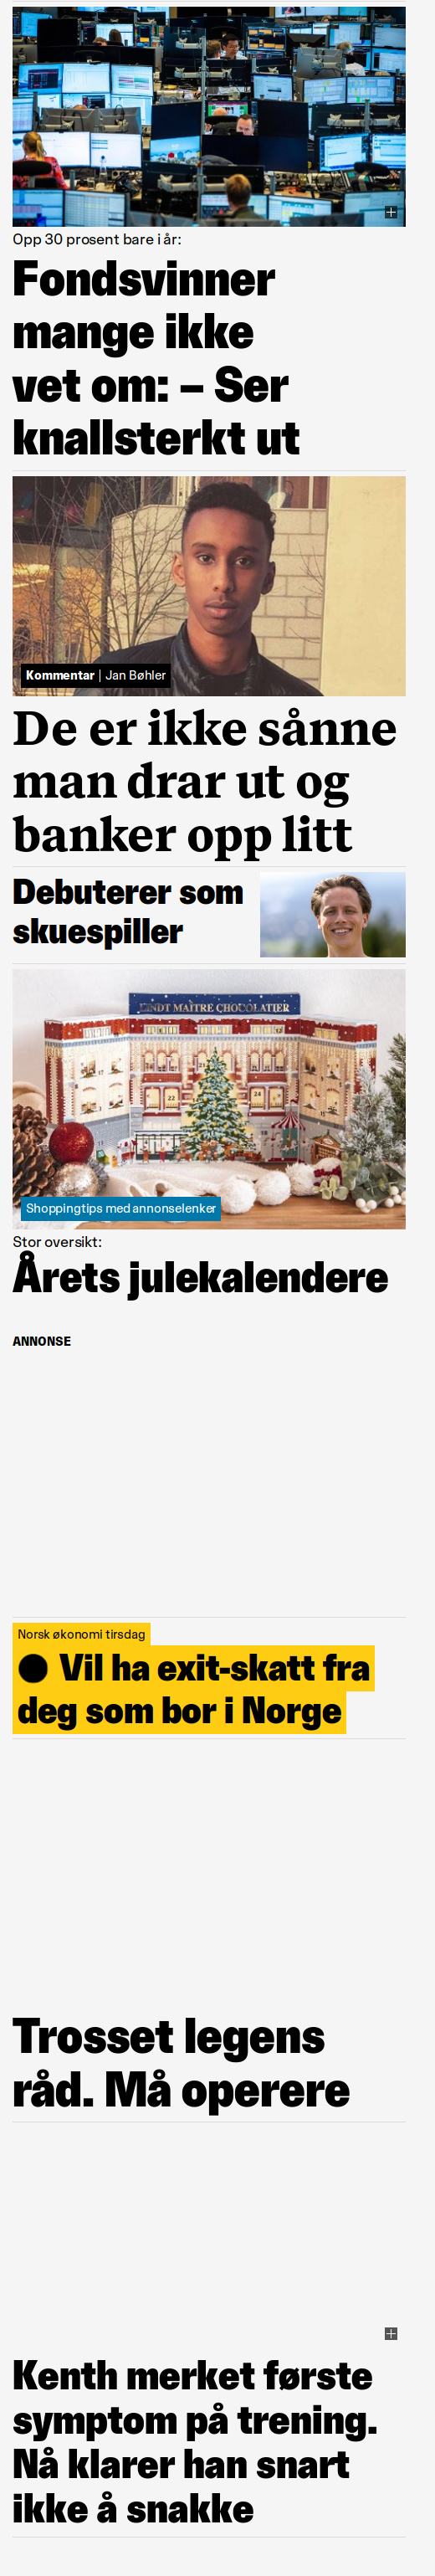 Opp 30 prosent bare i år:
Fondsvinner
mange ikke
vet om: – Ser
knallsterkt ut
Kommentar | Jan Bøhler
De er ikke sånne
man drar ut og
banker opp litt
Debuterer som
skuespiller
LINDT MAÎTRE CHOCOLATIER
22
24
Shoppingtips med annonselenker
Stor oversikt:
Årets julekalendere
ANNONSE
Norsk økonomi tirsdag
Vil ha exit-skatt fra
deg som bor i Norge
Trosset legens
råd. Må operere
Kenth merket første
symptom på trening.
Nå klarer han snart
ikke å snakke